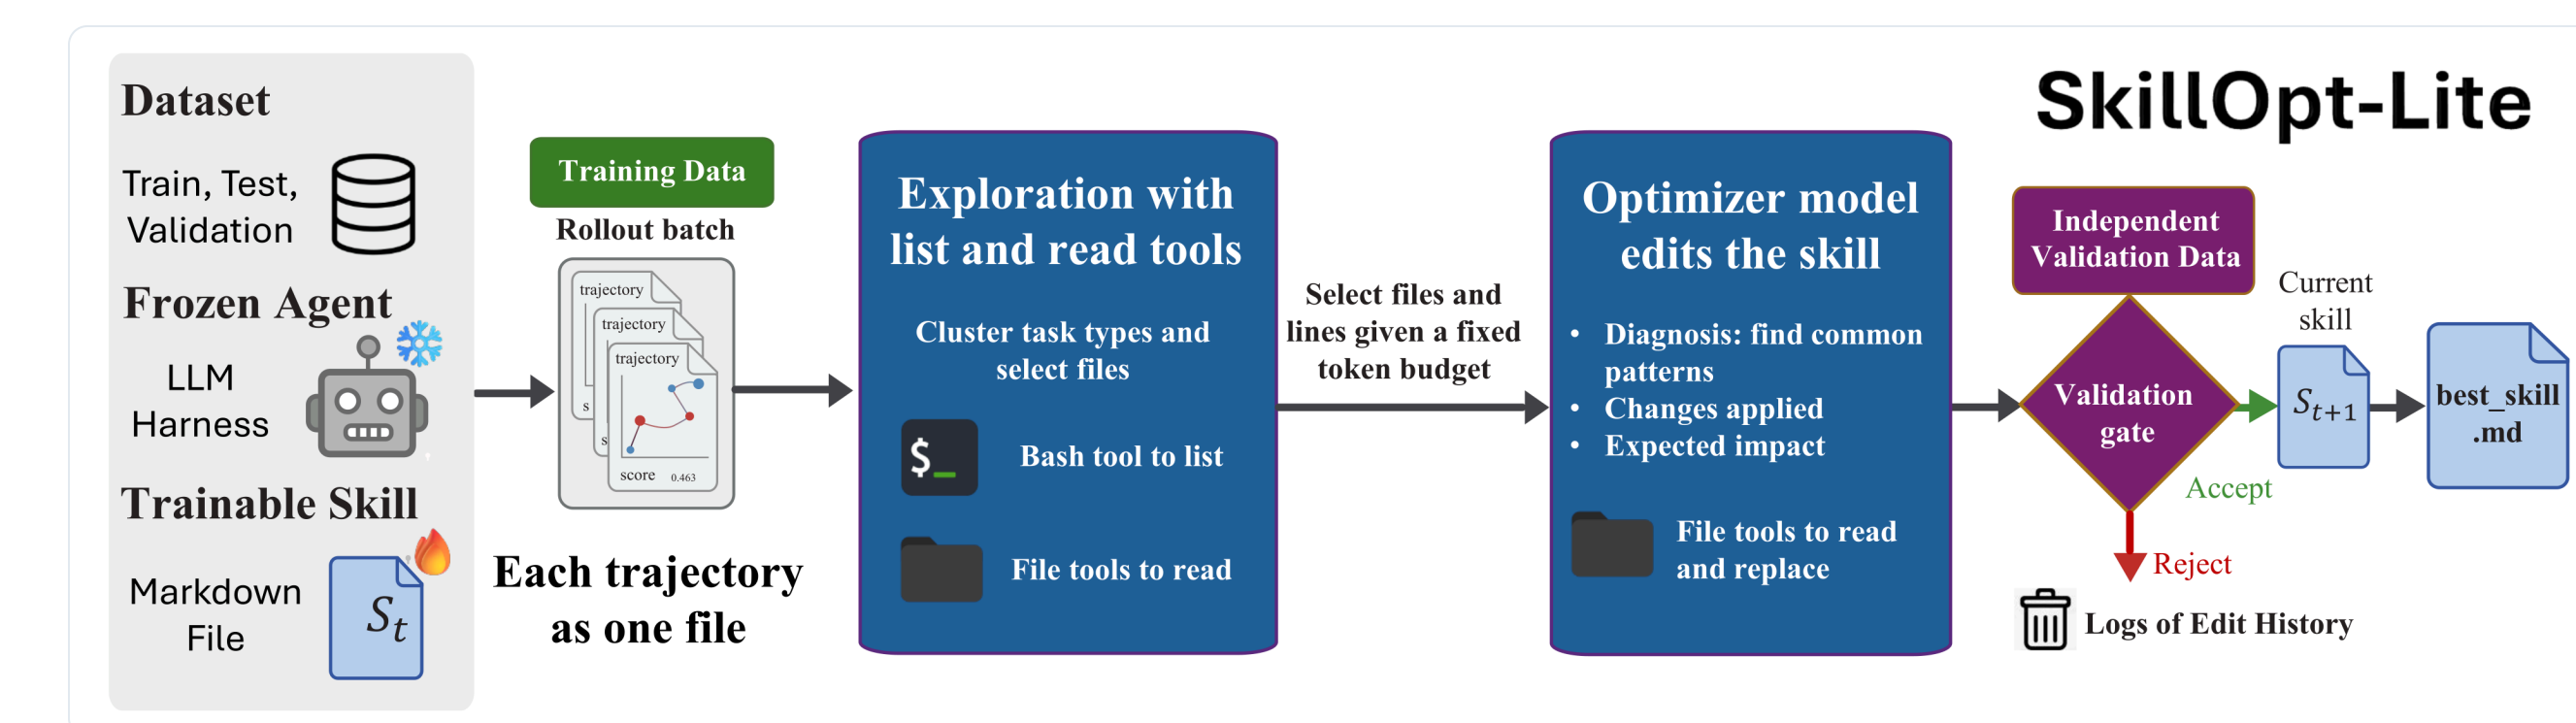 SkillOpt-Lite
Dataset
Train, Test,
Validation
Frozen Agent
LLM
Harness
Trainable Skill
Markdown
File
S_t
Training Data
Rollout batch
trajectory
s
trajectory
s
trajectory
score 0.463
Each trajectory
as one file
Exploration with
list and read tools
Cluster task types and
select files
$_
Bash tool to list
File tools to read
Select files and
lines given a fixed
token budget
Optimizer model
edits the skill
• Diagnosis: find common
patterns
• Changes applied
• Expected impact
File tools to read
and replace
Independent
Validation Data
Validation
gate
Accept
Reject
Logs of Edit History
Current
skill
S_{t+1}
best_skill
.md